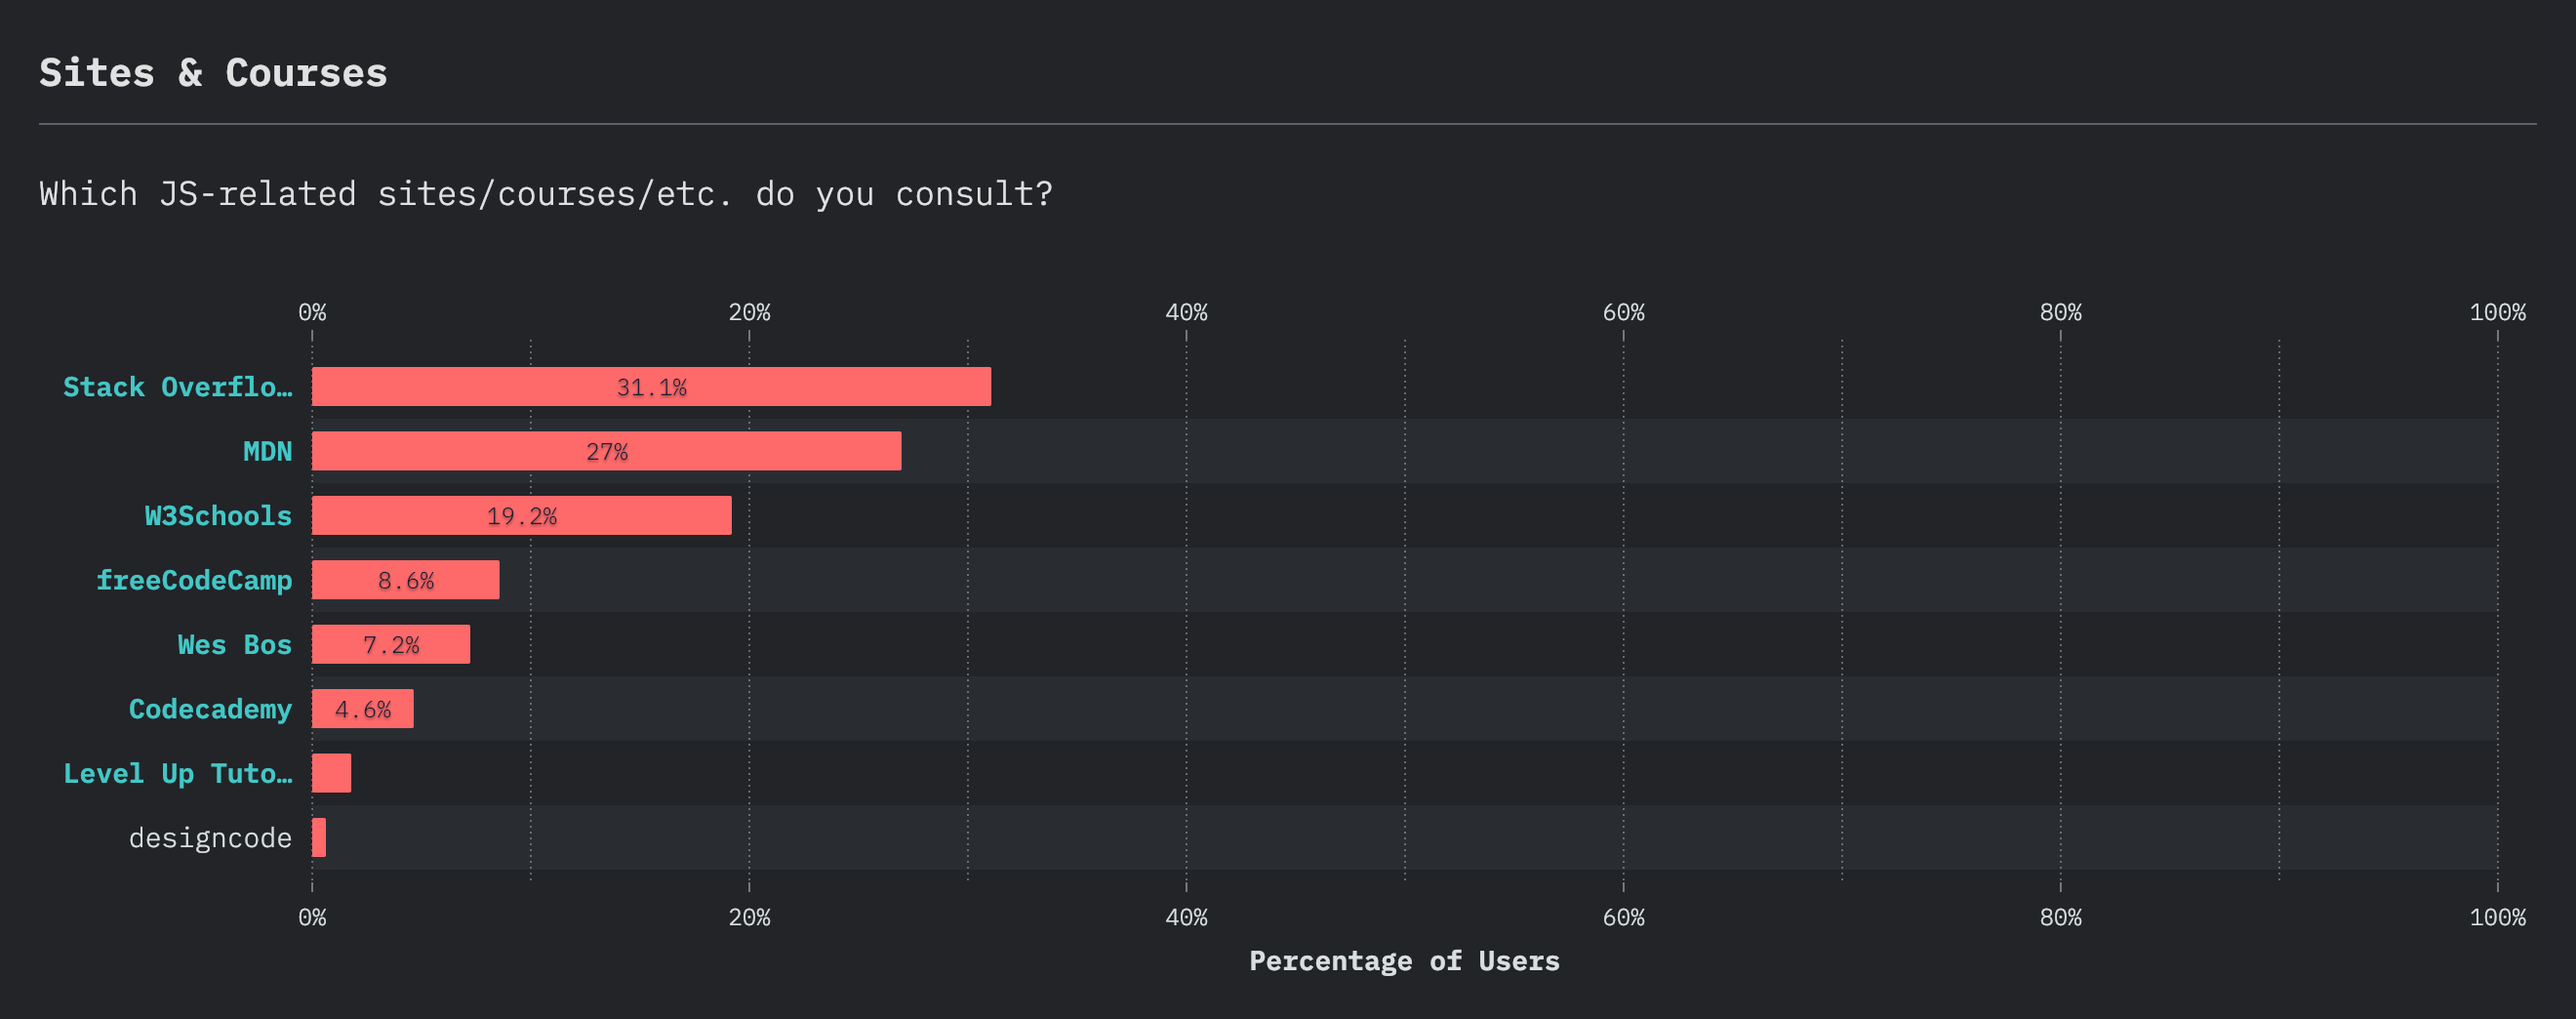 Sites & Courses
Which JS-related sites/courses/etc. do you consult?
0% 20% 40% 60% 80% 100%
Stack Overflo… 31.1%
MDN 27%
W3Schools 19.2%
freeCodeCamp 8.6%
Wes Bos 7.2%
Codecademy 4.6%
Level Up Tuto…
designcode
0% 20% 40% 60% 80% 100%
Percentage of Users